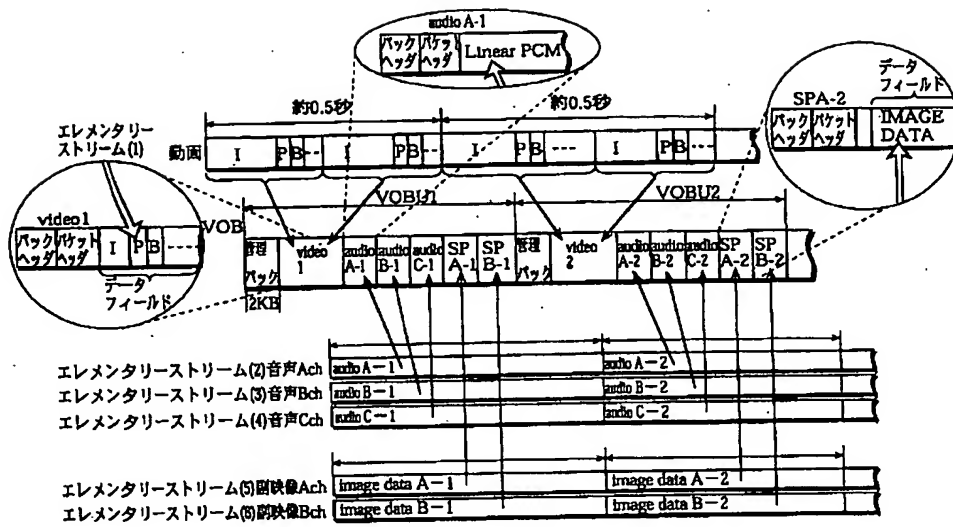 audio A-1
パック パケット
ヘッダ ヘッダ
Linear PCM
約0.5秒 約0.5秒
エレメンタリー
ストリーム(1)
動画 I P B --- I P B --- I P B ---- I P B ---
データ
フィールド
SPA-2
パック パケット
ヘッダ ヘッダ
IMAGE
DATA
video1
パック パケット
ヘッダ ヘッダ
I P B ----
データ
フィールド
VOBU1 VOBU2
VOB
管理
パック
video
1
audio
A-1
audio
B-1
audio
C-1
SP
A-1
SP
B-1
管理
パック
video
2
audio
A-2
audio
B-2
audio
C-2
SP
A-2
SP
B-2
2KB
エレメンタリーストリーム(2)音声Ach audio A-1 audio A-2
エレメンタリーストリーム(3)音声Bch audio B-1 audio B-2
エレメンタリーストリーム(4)音声Cch audio C-1 audio C-2
エレメンタリーストリーム(5)副映像Ach image data A-1 image data A-2
エレメンタリーストリーム(6)副映像Bch image data B-1 image data B-2